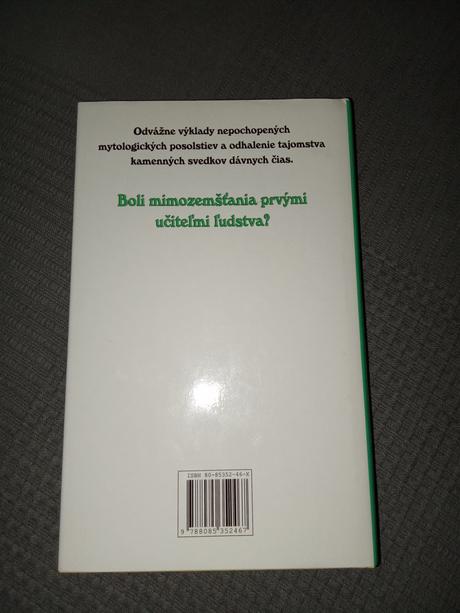 Odvážne výklady nepochopených
mytologických posolstiev a odhalenie tajomstva
kamenných svedkov dávnych čias.
Boli mimozemšťania prvými
učiteľmi ľudstva?
ISBN 80-85352-46-X
9 788085 352467